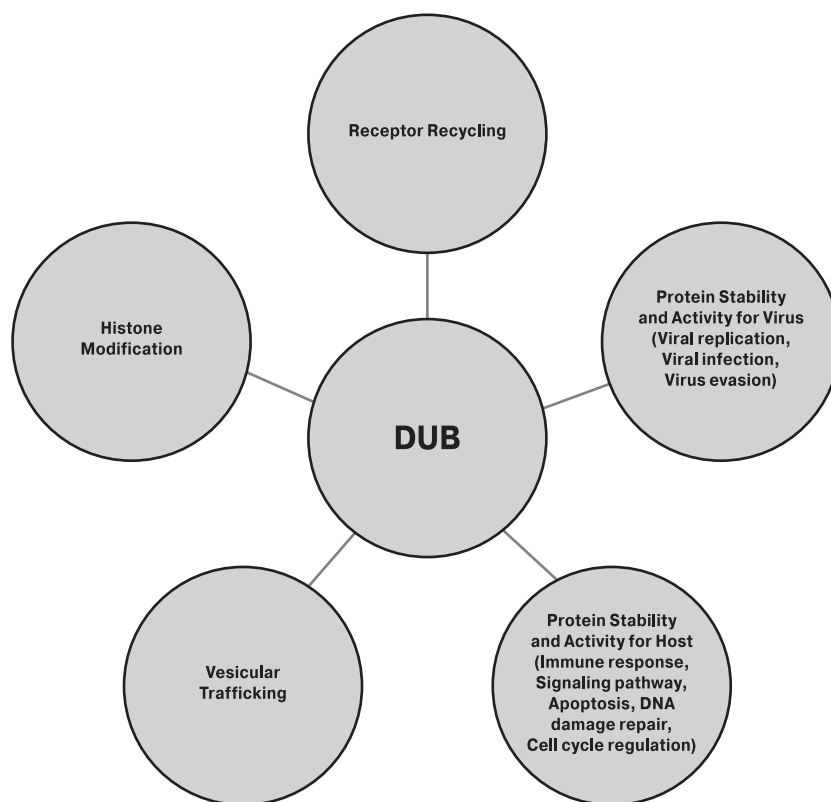 Receptor Recycling
Protein Stability
and Activity for Virus
(Viral replication,
Viral infection,
Virus evasion)
Histone
Modification
DUB
Protein Stability
and Activity for Host
(Immune response,
Signaling pathway,
Apoptosis, DNA
damage repair,
Cell cycle regulation)
Vesicular
Trafficking